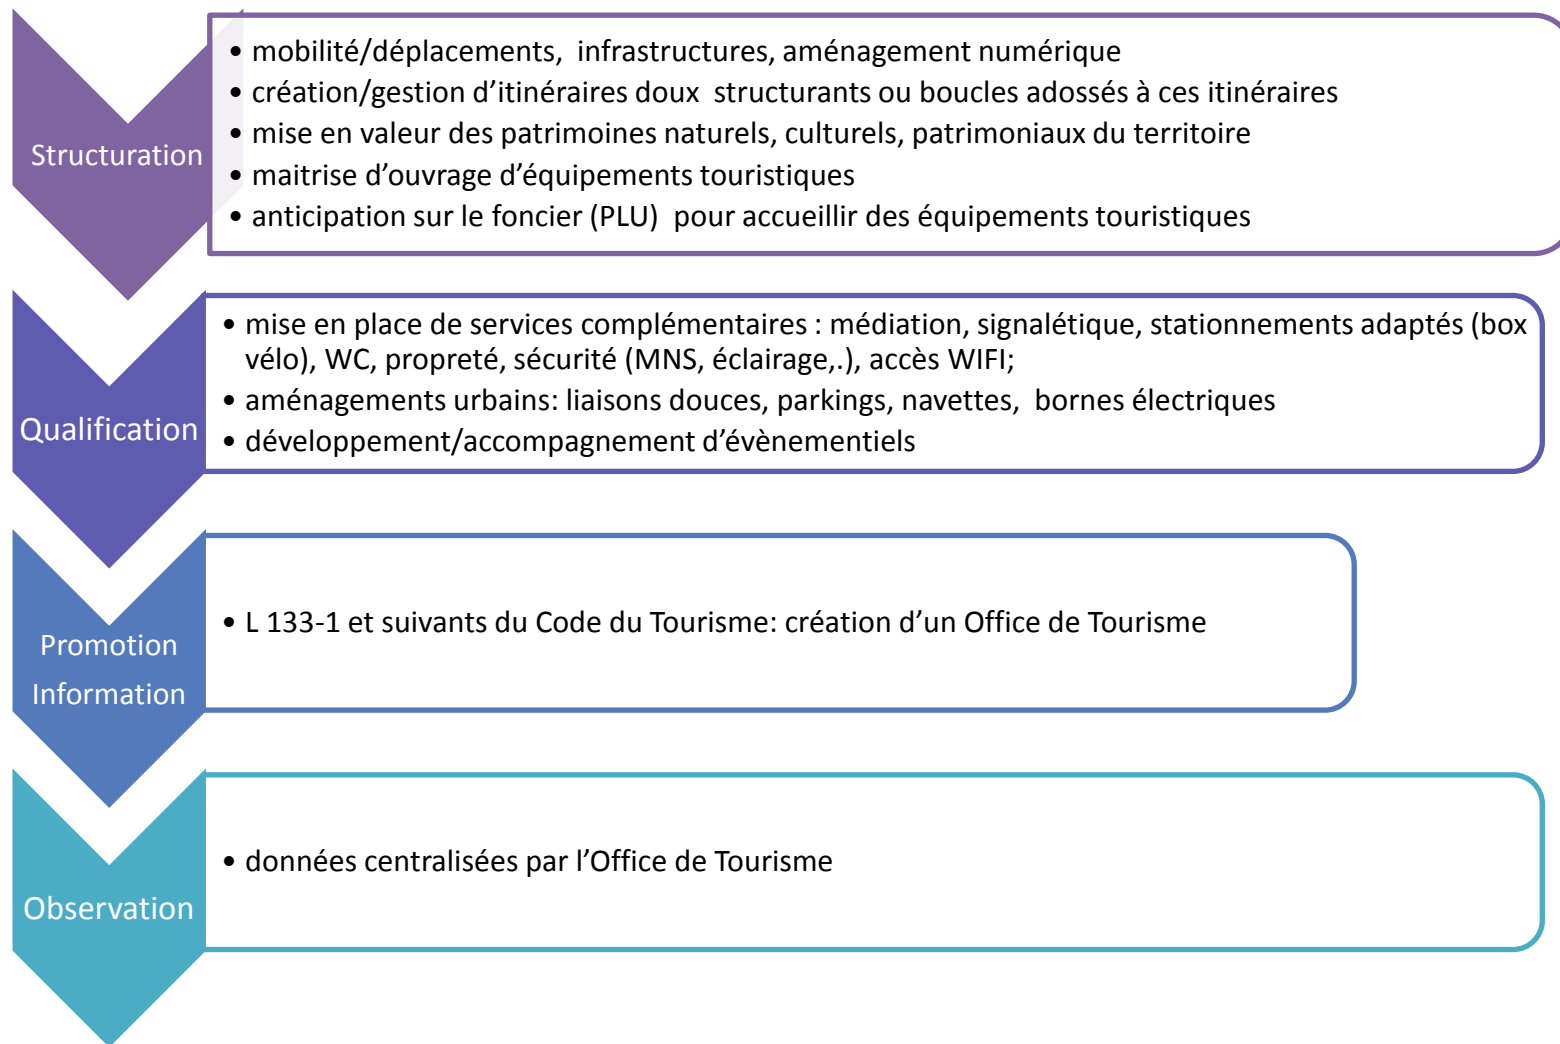 Structuration
• mobilité/déplacements,  infrastructures, aménagement numérique
• création/gestion d’itinéraires doux  structurants ou boucles adossés à ces itinéraires
• mise en valeur des patrimoines naturels, culturels, patrimoniaux du territoire
• maitrise d’ouvrage d’équipements touristiques
• anticipation sur le foncier (PLU)  pour accueillir des équipements touristiques
Qualification
• mise en place de services complémentaires : médiation, signalétique, stationnements adaptés (box
vélo), WC, propreté, sécurité (MNS, éclairage,.), accès WIFI;
• aménagements urbains: liaisons douces, parkings, navettes,  bornes électriques
• développement/accompagnement d’évènementiels
Promotion
Information
• L 133-1 et suivants du Code du Tourisme: création d’un Office de Tourisme
Observation
• données centralisées par l’Office de Tourisme